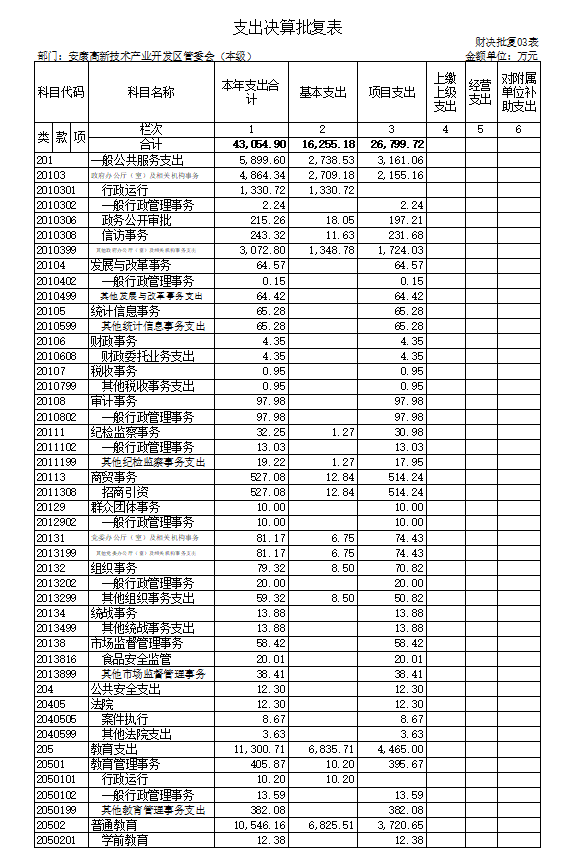 支出决算批复表
财决批复03表
部门：安康高新技术产业开发区管委会（本级） 金额单位：万元
科目代码 科目名称 本年支出合计 基本支出 项目支出 上缴上级支出 经营支出 对附属单位补助支出
类 款 项 栏次 1 2 3 4 5 6
合计 43,054.90 16,255.18 26,799.72
201 一般公共服务支出 5,899.60 2,738.53 3,161.06
20103 政府办公厅（室）及相关机构事务 4,864.34 2,709.18 2,155.16
2010301 行政运行 1,330.72 1,330.72
2010302 一般行政管理事务 2.24 2.24
2010306 政务公开审批 215.26 18.05 197.21
2010308 信访事务 243.32 11.63 231.68
2010399 其他政府办公厅（室）及相关机构事务支出 3,072.80 1,348.78 1,724.03
20104 发展与改革事务 64.57 64.57
2010402 一般行政管理事务 0.15 0.15
2010499 其他发展与改革事务支出 64.42 64.42
20105 统计信息事务 65.28 65.28
2010599 其他统计信息事务支出 65.28 65.28
20106 财政事务 4.35 4.35
2010608 财政委托业务支出 4.35 4.35
20107 税收事务 0.95 0.95
2010799 其他税收事务支出 0.95 0.95
20108 审计事务 97.98 97.98
2010802 一般行政管理事务 97.98 97.98
20111 纪检监察事务 32.25 1.27 30.98
2011102 一般行政管理事务 13.03 13.03
2011199 其他纪检监察事务支出 19.22 1.27 17.95
20113 商贸事务 527.08 12.84 514.24
2011308 招商引资 527.08 12.84 514.24
20129 群众团体事务 10.00 10.00
2012902 一般行政管理事务 10.00 10.00
20131 党委办公厅（室）及相关机构事务 81.17 6.75 74.43
2013199 其他党委办公厅（室）及相关机构事务支出 81.17 6.75 74.43
20132 组织事务 79.32 8.50 70.82
2013202 一般行政管理事务 20.00 20.00
2013299 其他组织事务支出 59.32 8.50 50.82
20134 统战事务 13.88 13.88
2013499 其他统战事务支出 13.88 13.88
20138 市场监督管理事务 58.42 58.42
2013816 食品安全监管 20.01 20.01
2013899 其他市场监督管理事务 38.41 38.41
204 公共安全支出 12.30 12.30
20405 法院 12.30 12.30
2040505 案件执行 8.67 8.67
2040599 其他法院支出 3.63 3.63
205 教育支出 11,300.71 6,835.71 4,465.00
20501 教育管理事务 405.87 10.20 395.67
2050101 行政运行 10.20 10.20
2050102 一般行政管理事务 13.59 13.59
2050199 其他教育管理事务支出 382.08 382.08
20502 普通教育 10,546.16 6,825.51 3,720.65
2050201 学前教育 12.38 12.38